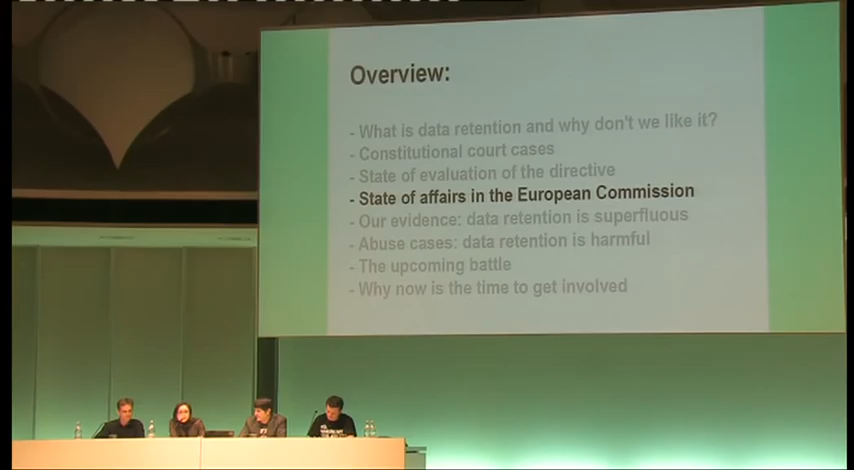 Overview:
- What is data retention and why don't we like it?
- Constitutional court cases
- State of evaluation of the directive
- State of affairs in the European Commission
- Our evidence: data retention is superfluous
- Abuse cases: data retention is harmful
- The upcoming battle
- Why now is the time to get involved